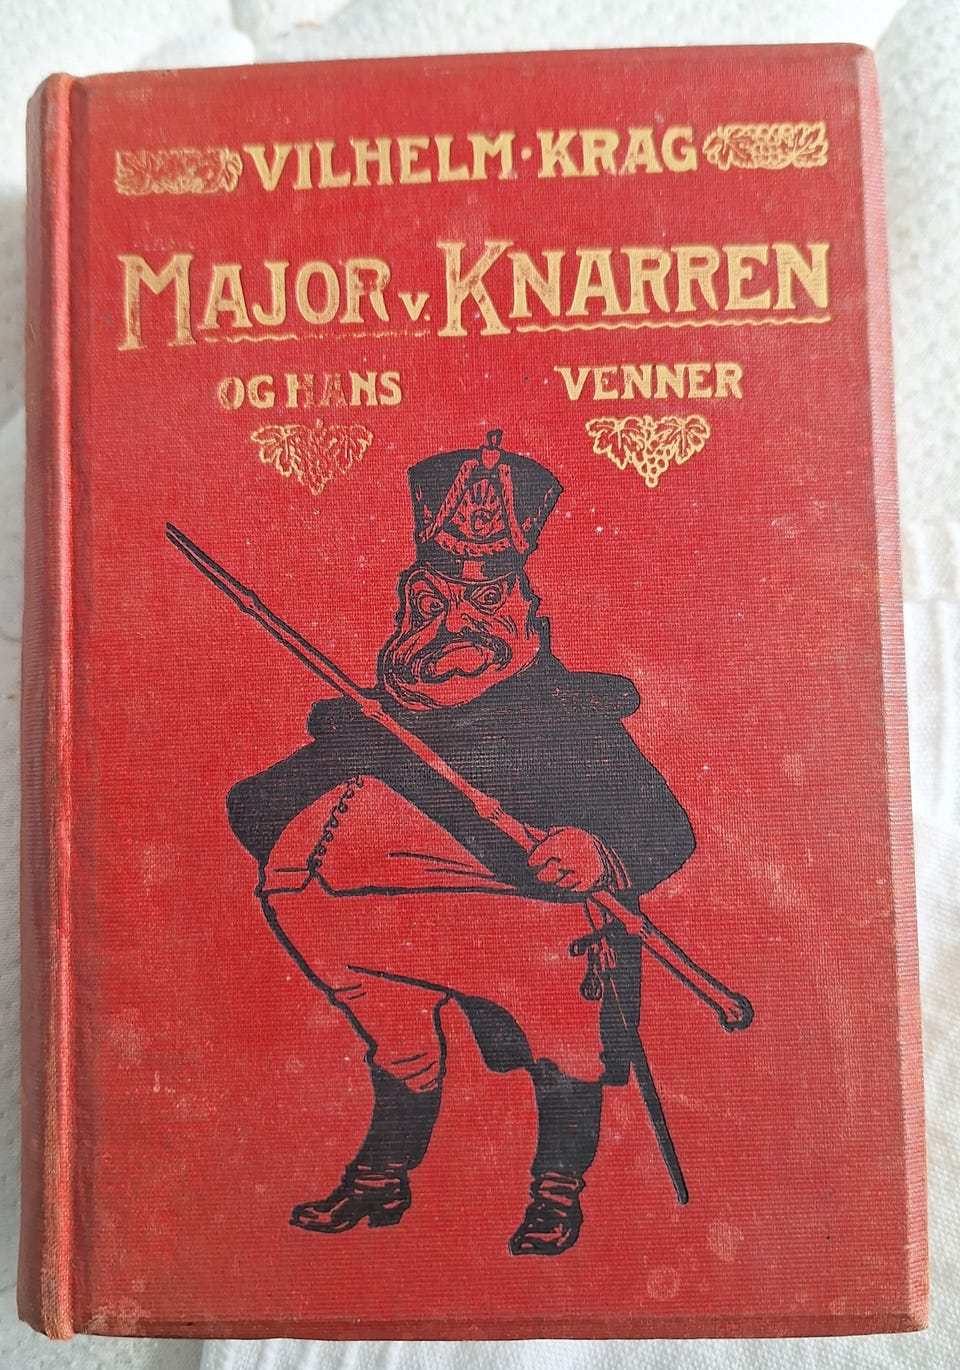 VILHELM · KRAG
MAJOR v. KNARREN
OG HANS VENNER